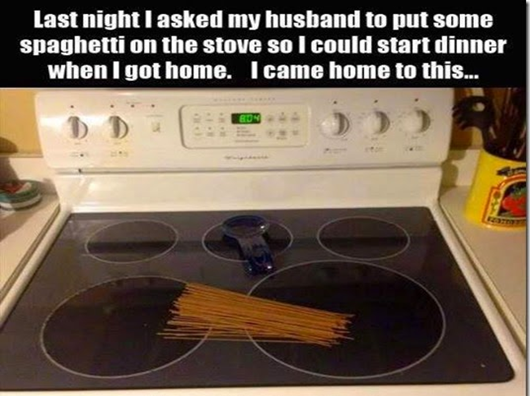 Last night I asked my husband to put some
spaghetti on the stove so I could start dinner
when I got home. I came home to this...
8:04